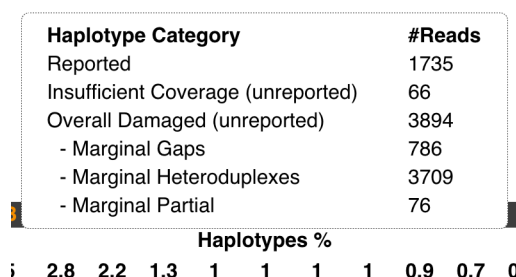 Haplotype Category #Reads
Reported 1735
Insufficient Coverage (unreported) 66
Overall Damaged (unreported) 3894
- Marginal Gaps 786
- Marginal Heteroduplexes 3709
- Marginal Partial 76
Haplotypes %
2.8 2.2 1.3 1 1 1 1 0.9 0.7